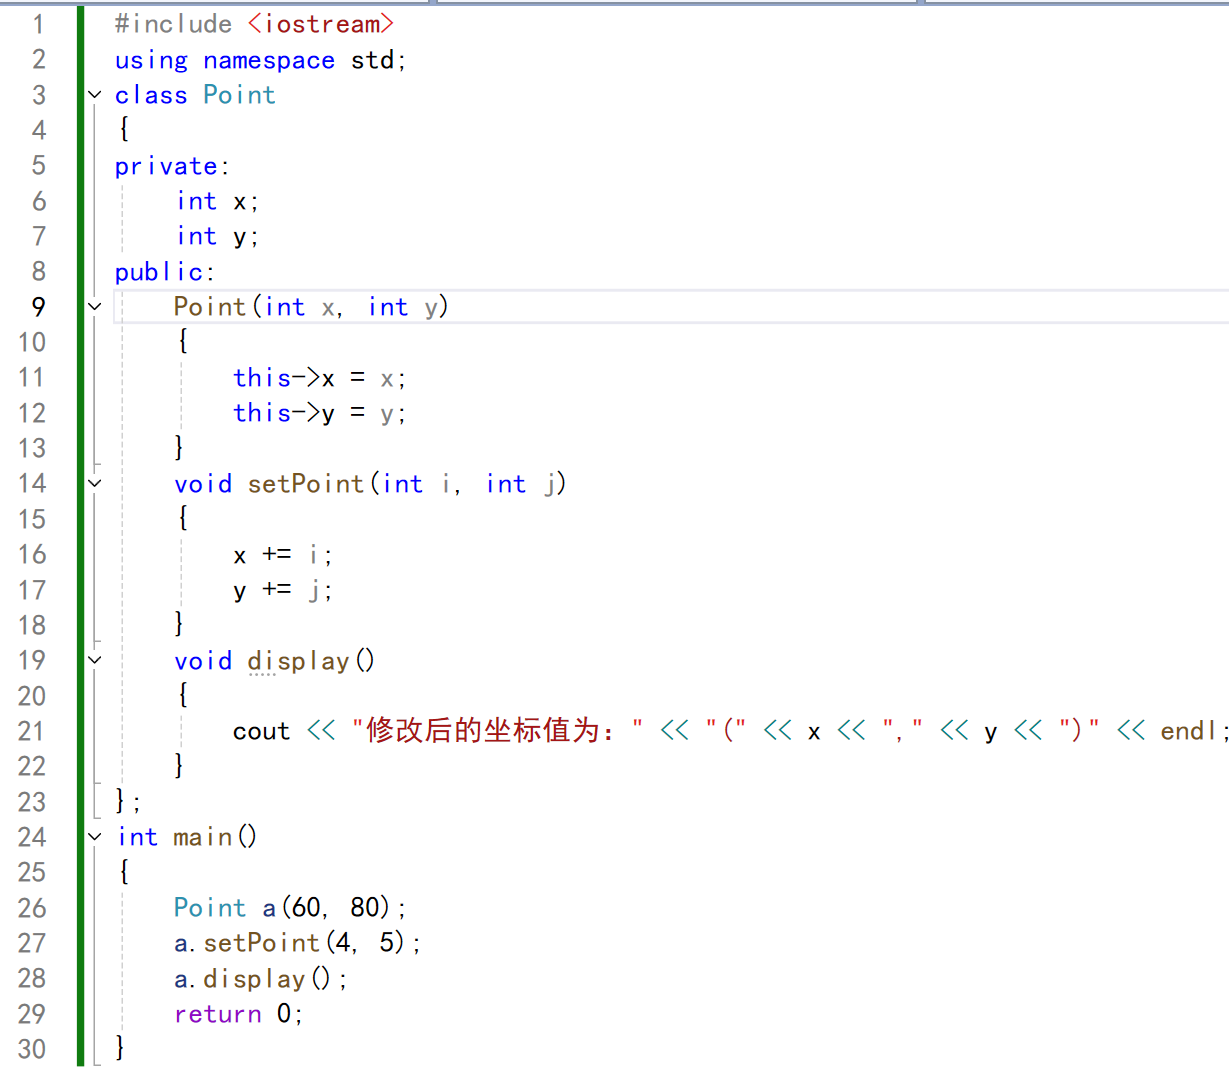 1 #include <iostream>
2 using namespace std;
3 class Point
4 {
5 private:
6     int x;
7     int y;
8 public:
9     Point(int x, int y)
10     {
11         this->x = x;
12         this->y = y;
13     }
14     void setPoint(int i, int j)
15     {
16         x += i;
17         y += j;
18     }
19     void display()
20     {
21         cout << "修改后的坐标值为：" << "(" << x << "," << y << ")" << endl;
22     }
23 };
24 int main()
25 {
26     Point a(60, 80);
27     a.setPoint(4, 5);
28     a.display();
29     return 0;
30 }